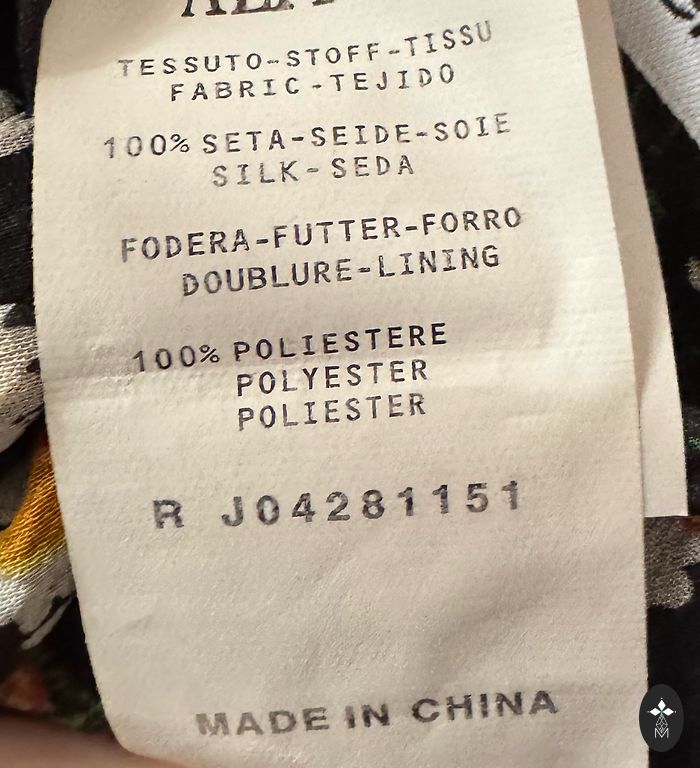 TESSUTO-STOFF-TISSU
FABRIC-TEJIDO
100% SETA-SEIDE-SOIE
SILK-SEDA
FODERA-FUTTER-FORRO
DOUBLURE-LINING
100% POLIESTERE
POLYESTER
POLIESTER
R J04281151
MADE IN CHINA
M